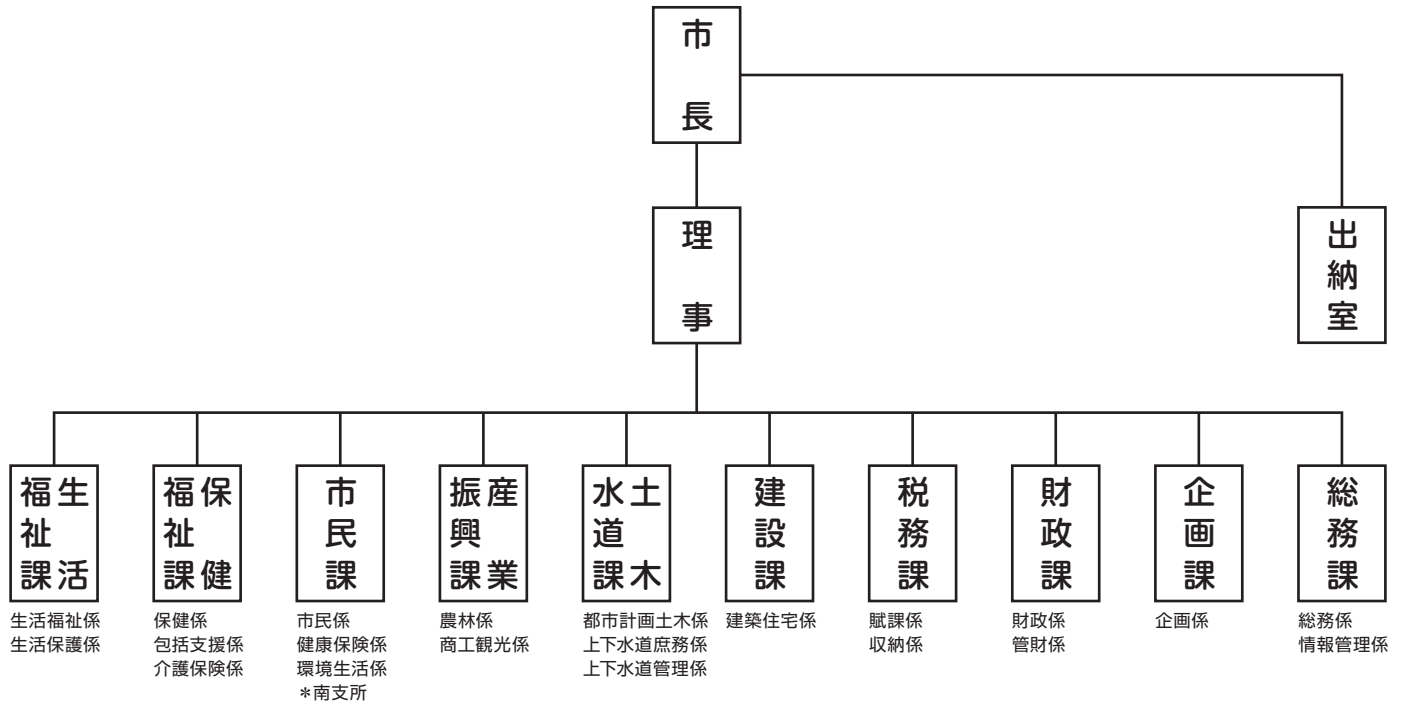 市長
理事
出納室
生活福祉課
生活福祉係
生活保護係
保健福祉課
保健係
包括支援係
介護保険係
市民課
市民係
健康保険係
環境生活係
＊南支所
産業振興課
農林係
商工観光係
土木水道課
都市計画土木係
上下水道庶務係
上下水道管理係
建設課
建築住宅係
税務課
賦課係
収納係
財政課
財政係
管財係
企画課
企画係
総務課
総務係
情報管理係